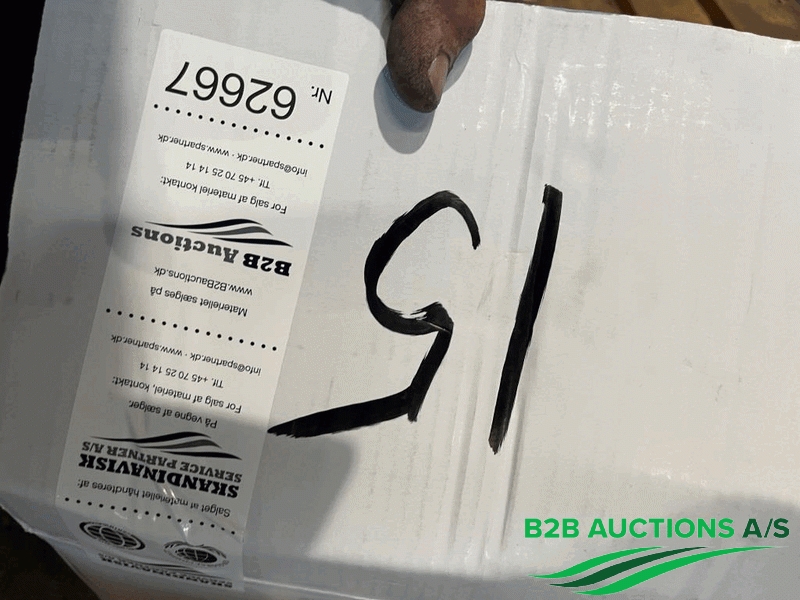 SKANDINAVISK
Salget af materiellet håndteres af:
SKANDINAVISK
SERVICE PARTNER A/S
På vegne af sælger.
For salg af materiel, kontakt:
Tlf. +45 70 25 14 14
info@spartner.dk - www.spartner.dk
Materiellet sælges på
www.B2Bauctions.dk
B2B Auctions
For salg af materiel kontakt:
Tlf. +45 70 25 14 14
info@spartner.dk - www.spartner.dk
Nr. 62667
15
B2B AUCTIONS A/S